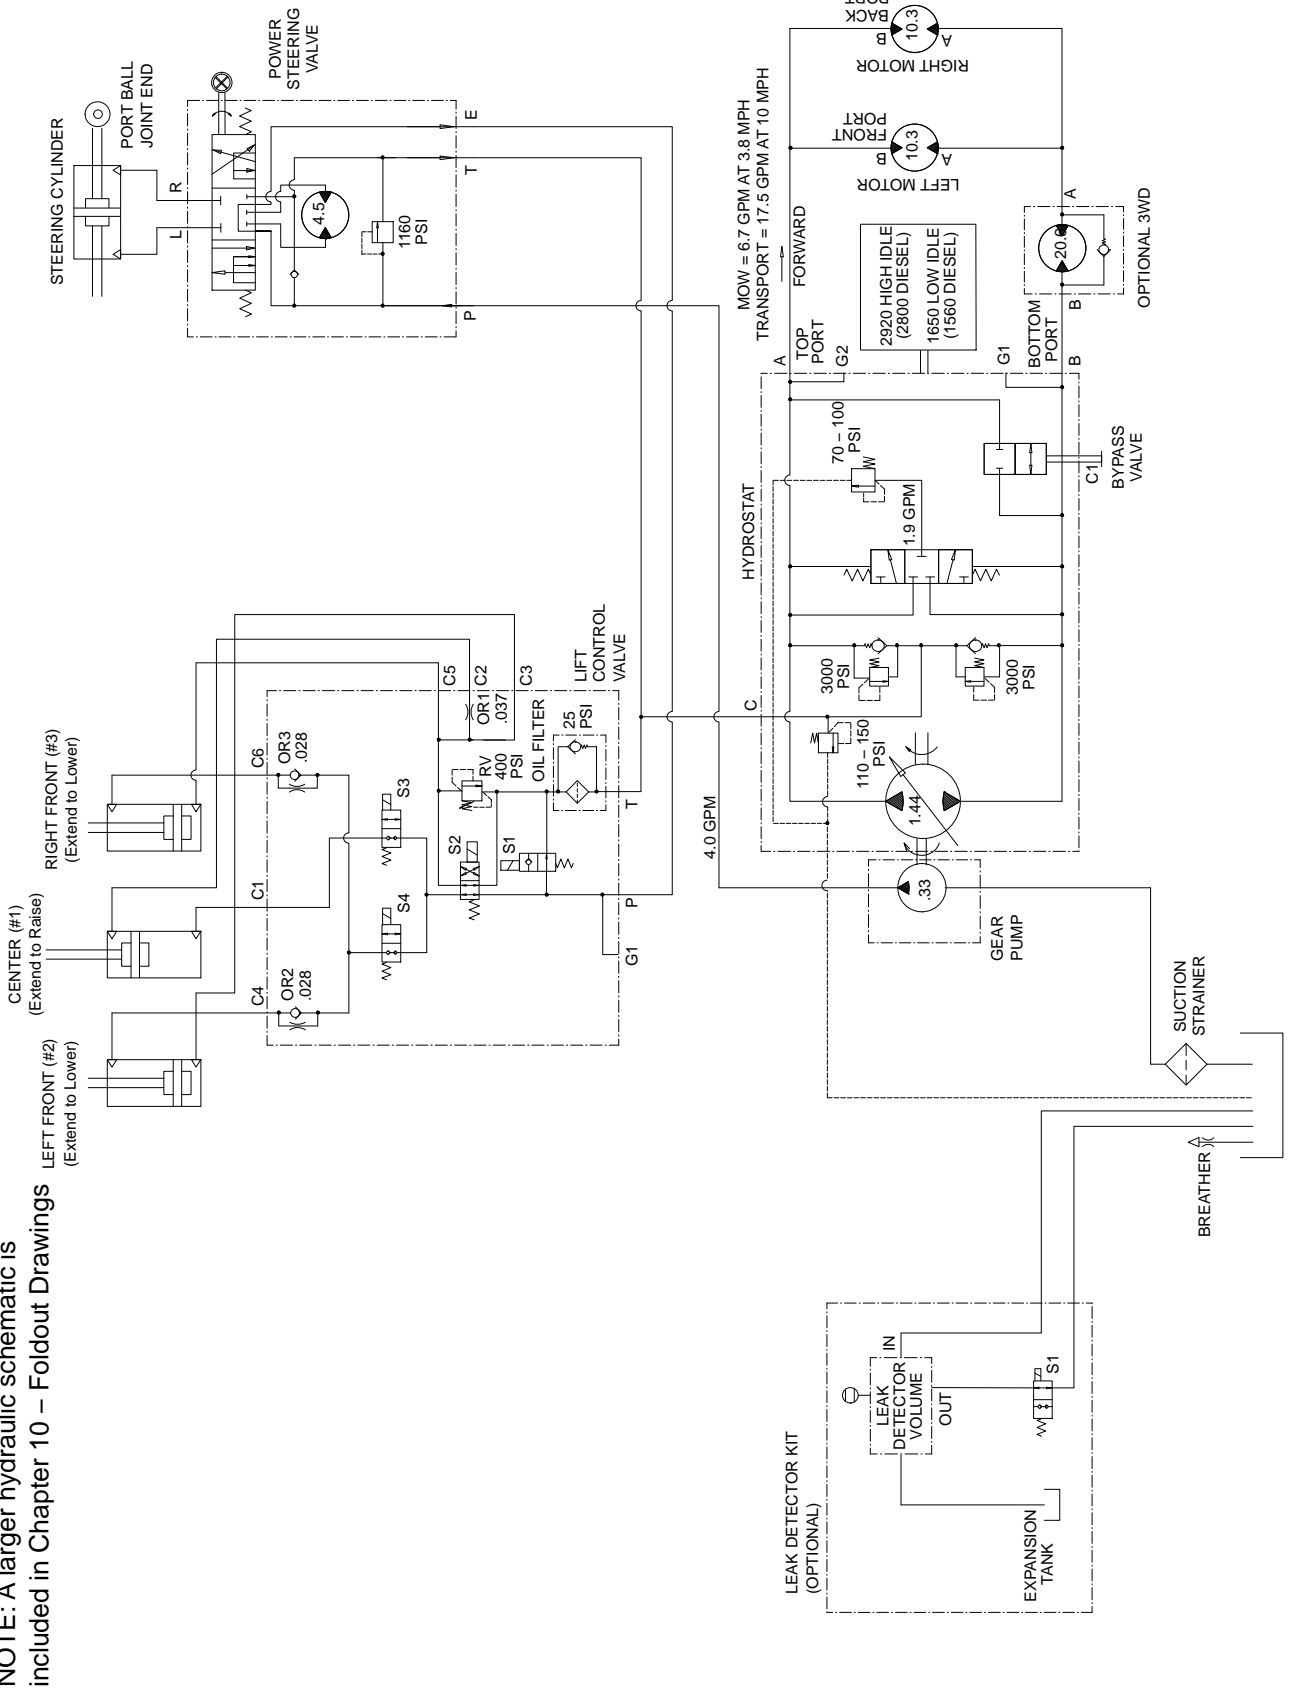 NOTE: A larger hydraulic schematic is
included in Chapter 10 – Foldout Drawings
LEFT FRONT (#2)
(Extend to Lower)
CENTER (#1)
(Extend to Raise)
RIGHT FRONT (#3)
(Extend to Lower)
STEERING CYLINDER
PORT BALL
JOINT END
POWER
STEERING
VALVE
L
R
4.5
1160
PSI
P
T
E
C4
C1
C6
OR2
.028
OR3
.028
S4
S3
S2
S1
C5
C2
C3
OR1
.037
RV
400
PSI
OIL FILTER
25
PSI
LIFT
CONTROL
VALVE
G1
P
T
4.0 GPM
HYDROSTAT
C
110 – 150
PSI
3000
PSI
3000
PSI
70 – 100
PSI
1.9 GPM
1.44
.33
GEAR
PUMP
C1
BYPASS
VALVE
A
TOP
PORT
G2
G1
BOTTOM
PORT
B
2920 HIGH IDLE
(2800 DIESEL)
1650 LOW IDLE
(1560 DIESEL)
MOW = 6.7 GPM AT 3.8 MPH
TRANSPORT = 17.5 GPM AT 10 MPH
FORWARD
LEFT MOTOR
FRONT
PORT
B
10.3
A
RIGHT MOTOR
BACK
PORT
B
10.3
A
B
A
OPTIONAL 3WD
SUCTION
STRAINER
BREATHER
LEAK DETECTOR KIT
(OPTIONAL)
LEAK
DETECTOR
VOLUME
IN
OUT
S1
EXPANSION
TANK